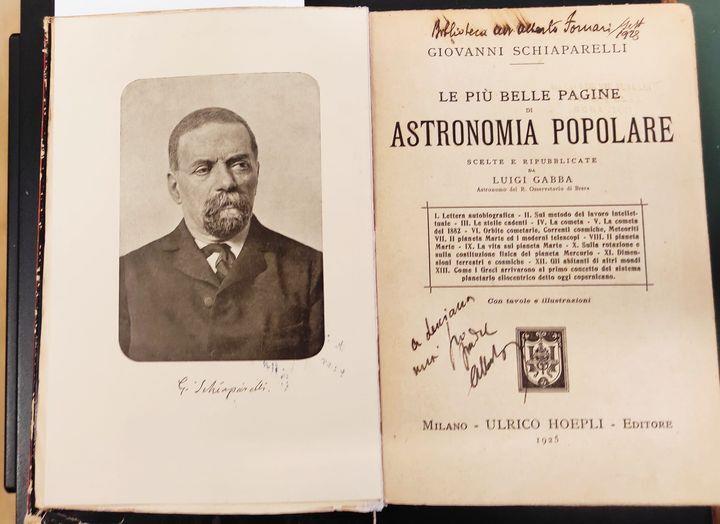 G. Schiaparelli.
Biblioteca avv. Alberto Fornari
GIOVANNI SCHIAPARELLI
LE PIÙ BELLE PAGINE
DI
ASTRONOMIA POPOLARE
SCELTE E RIPUBBLICATE
DA
LUIGI GABBA
Astronomo del R. Osservatorio di Brera
I. Lettera autobiografica - II. Sul metodo del lavoro intellet-
tuale - III. Le stelle cadenti - IV. La cometa - V. La cometa
del 1882 - VI. Orbite cometarie, Correnti cosmiche, Meteoriti
VII. Il pianeta Marte ed i moderni telescopi - VIII. Il pianeta
Marte - IX. La vita sul pianeta Marte - X. Sulla rotazione e
sulla costituzione fisica del pianeta Mercurio - XI. Dimen-
sioni terrestri e cosmiche - XII. Gli abitanti di altri mondi
XIII. Come i Greci arrivarono al primo concetto del sistema
planetario eliocentrico detto oggi copernicano.
Con tavole e illustrazioni
Alberto
MILANO - ULRICO HOEPLI - EDITORE
1925